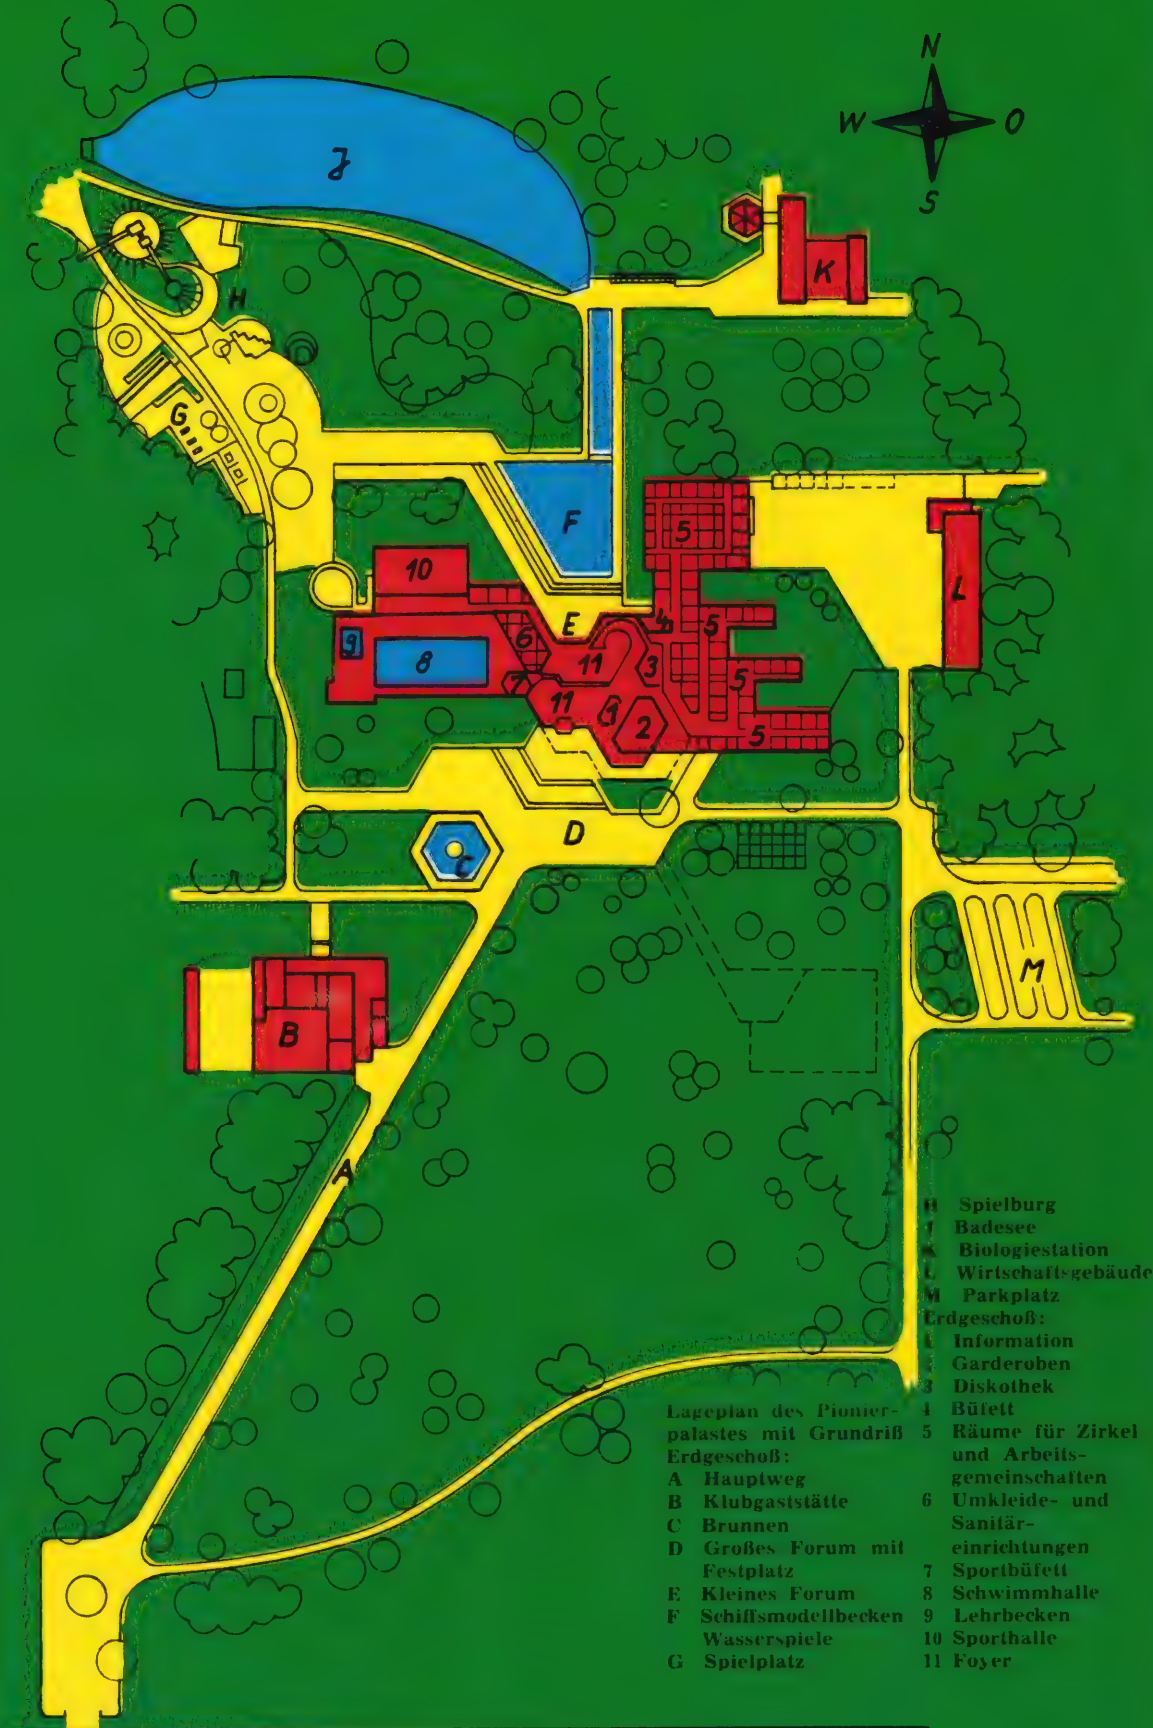 N
W O
S
J
K
H
G
F
5
10
L
E
4
6
5
9
8
11
3
7
5
11
1
2
5
D
C
M
B
A
Lageplan des Pionier-
palastes mit Grundriß
Erdgeschoß:
A Hauptweg
B Klubgaststätte
C Brunnen
D Großes Forum mit
Festplatz
E Kleines Forum
F Schiffsmodellbecken
Wasserspiele
G Spielplatz
H Spielburg
J Badesee
K Biologiestation
L Wirtschaftsgebäude
M Parkplatz
Erdgeschoß:
1 Information
Garderoben
3 Diskothek
4 Büfett
5 Räume für Zirkel
und Arbeits-
gemeinschaften
6 Umkleide- und
Sanitär-
einrichtungen
7 Sportbüfett
8 Schwimmhalle
9 Lehrbecken
10 Sporthalle
11 Foyer